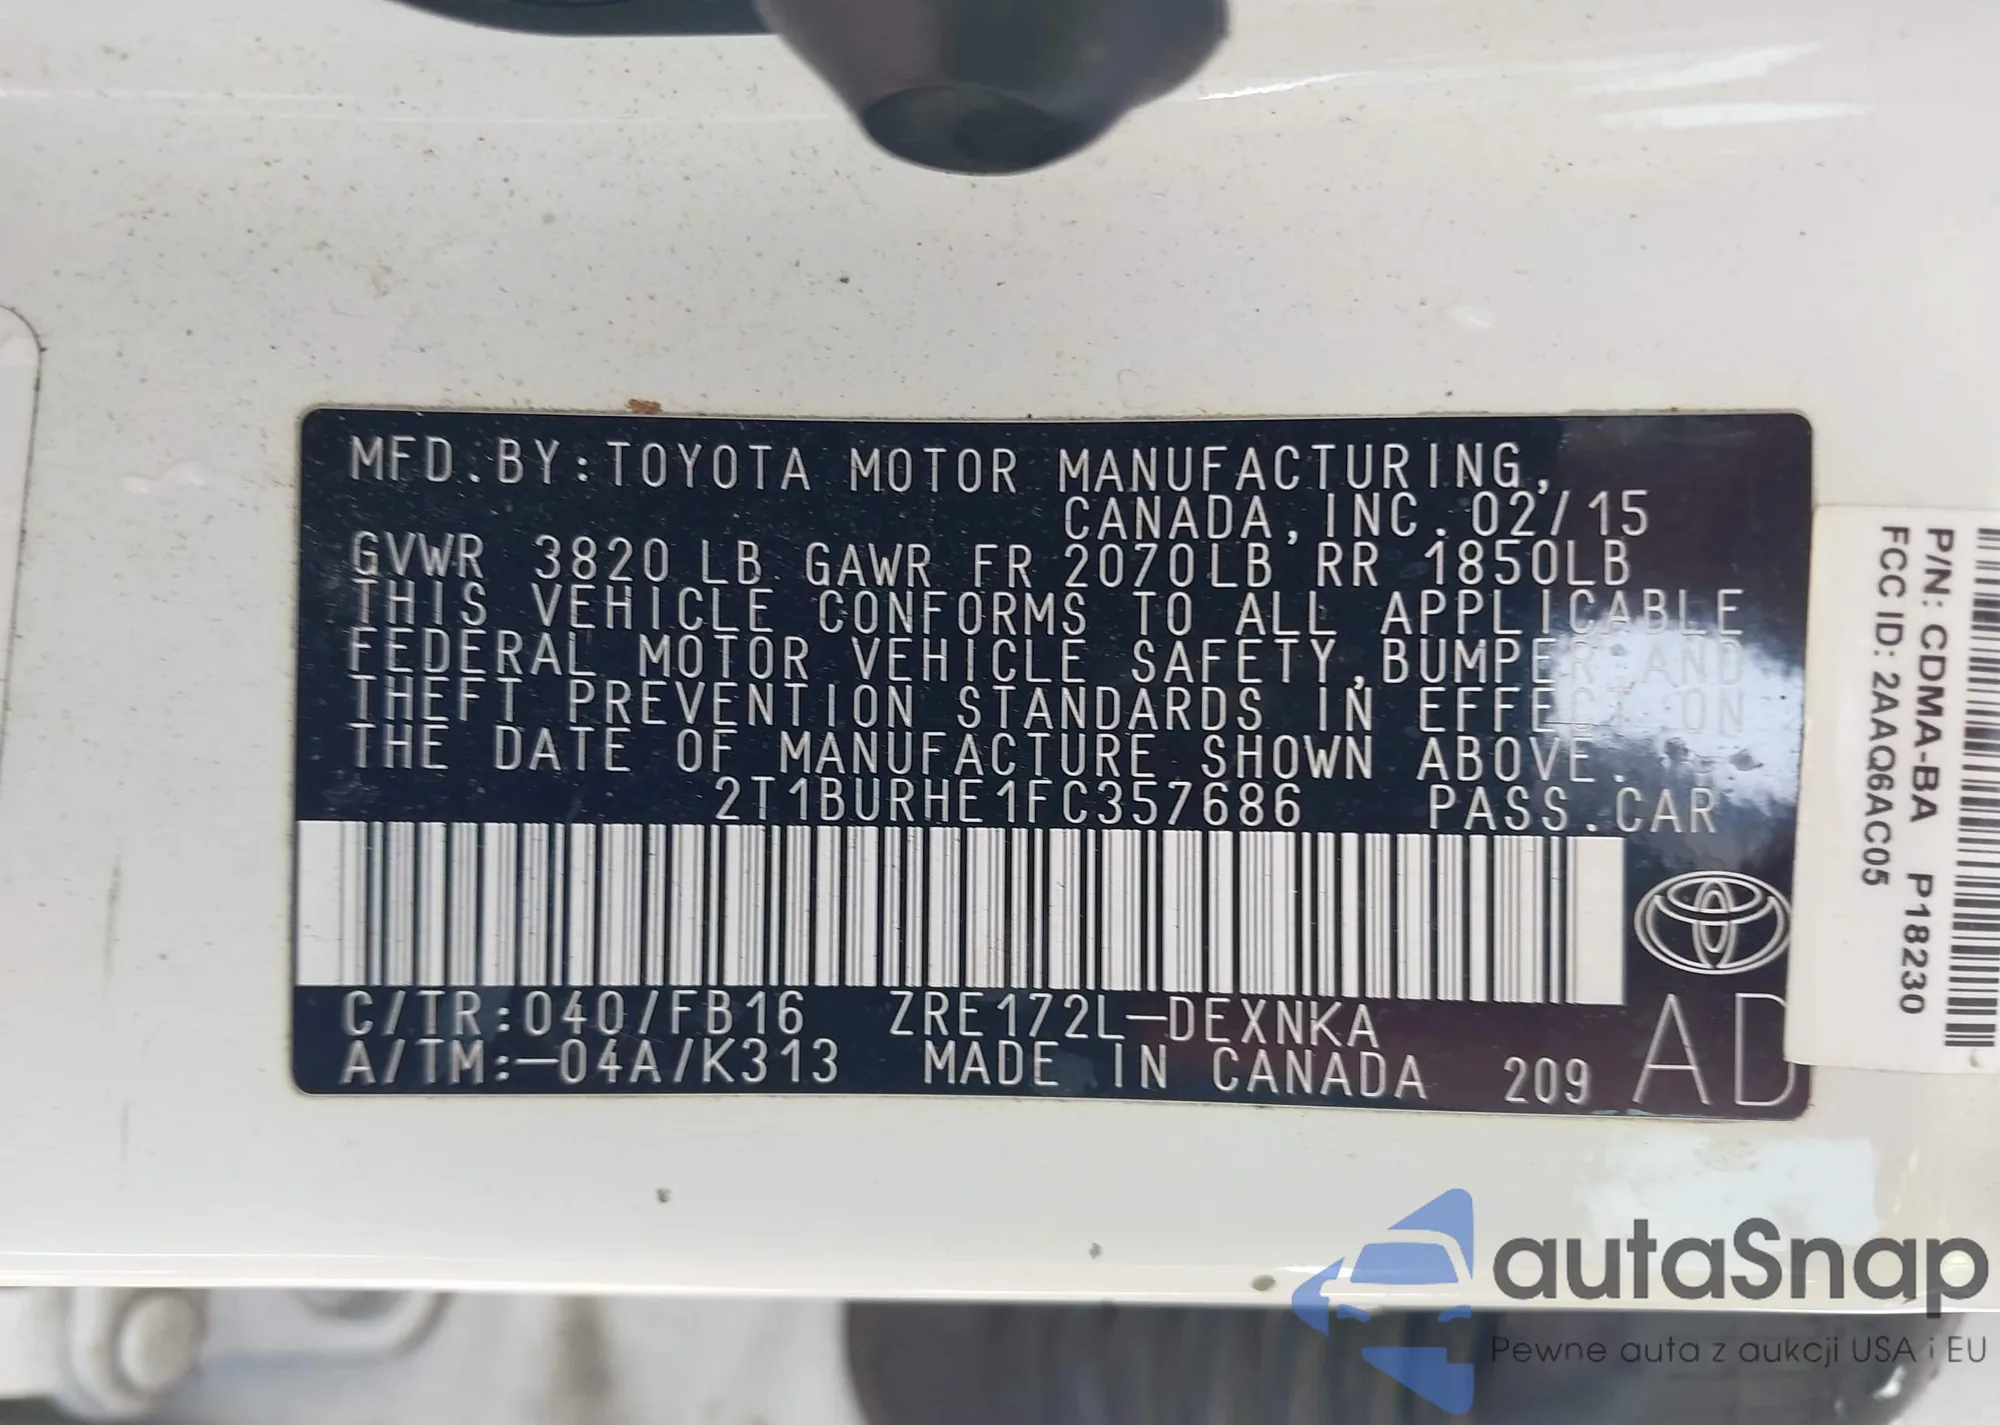 MFD.BY:TOYOTA MOTOR MANUFACTURING,
CANADA, INC. 02/15
GVWR 3820 LB GAWR FR 2070LB RR 1850LB
THIS VEHICLE CONFORMS TO ALL APPLICABLE
FEDERAL MOTOR VEHICLE SAFETY,BUMPER AND
THEFT PREVENTION STANDARDS IN EFFECT ON
THE DATE OF MANUFACTURE SHOWN ABOVE.
2T1BURHE1FC357686 PASS.CAR
C/TR:040/FB16 ZRE172L-DEXNKA
A/TM:-04A/K313 MADE IN CANADA 209
AD
P/N: CDMA-BA P18230
FCC ID: 2AAQ6AC05
autaSnap
Pewne auta z aukcji USA i EU